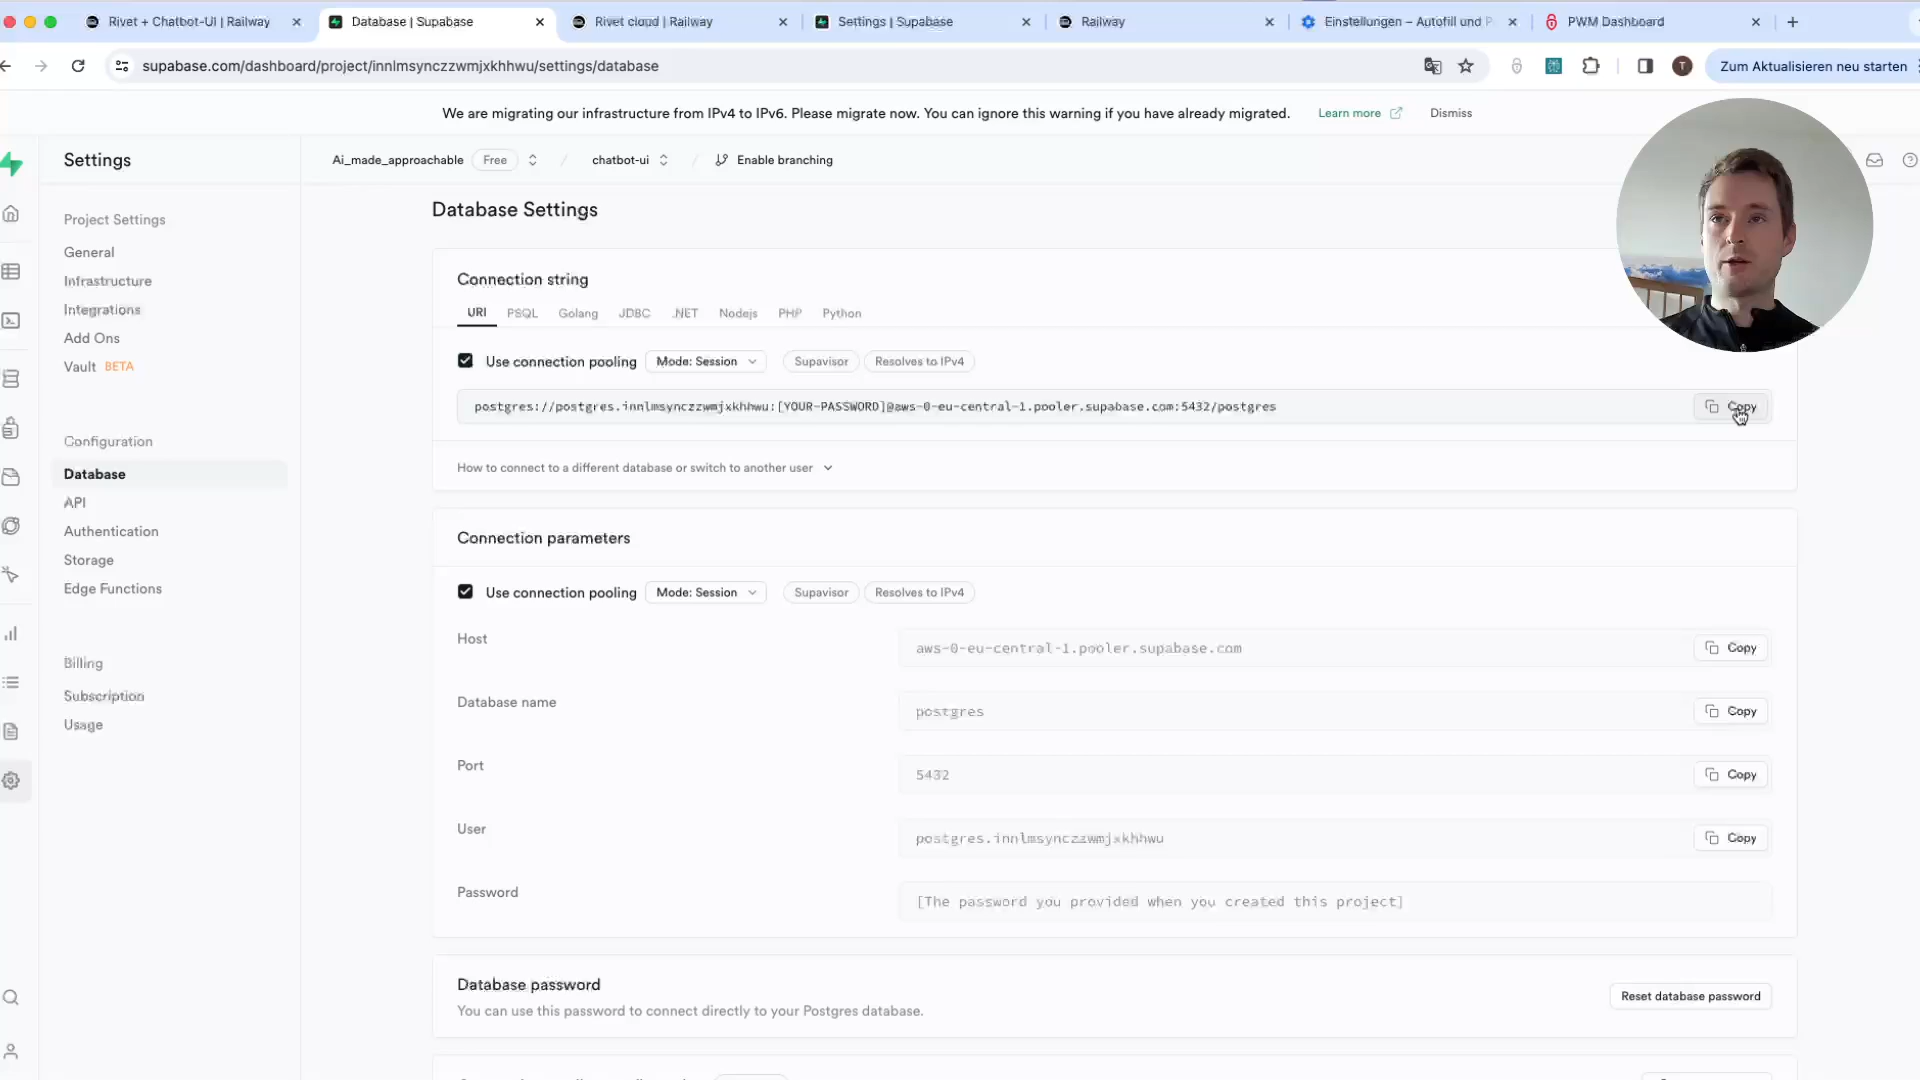 Rivet + Chatbot-UI | Railway
Database | Supabase
Rivet cloud | Railway
Settings | Supabase
Railway
Einstellungen – Autofill und P
PWM Dashboard
supabase.com/dashboard/project/innlmsynczzwmjxkhhwu/settings/database
T
Zum Aktualisieren neu starten
We are migrating our infrastructure from IPv4 to IPv6. Please migrate now. You can ignore this warning if you have already migrated.
Learn more
Dismiss
Settings
Ai_made_approachable
Free
/
chatbot-ui
/
Enable branching
Project Settings
General
Infrastructure
Integrations
Add Ons
Vault BETA
Configuration
Database
API
Authentication
Storage
Edge Functions
Billing
Subscription
Usage
Database Settings
Connection string
URI PSQL Golang JDBC .NET Nodejs PHP Python
Use connection pooling Mode: Session Supavisor Resolves to IPv4
postgres://postgres.innlmsynczzwmjxkhhwu:[YOUR-PASSWORD]@aws-0-eu-central-1.pooler.supabase.com:5432/postgres
Copy
How to connect to a different database or switch to another user
Connection parameters
Use connection pooling Mode: Session Supavisor Resolves to IPv4
Host
aws-0-eu-central-1.pooler.supabase.com
Copy
Database name
postgres
Copy
Port
5432
Copy
User
postgres.innlmsynczzwmjxkhhwu
Copy
Password
[The password you provided when you created this project]
Database password
You can use this password to connect directly to your Postgres database.
Reset database password